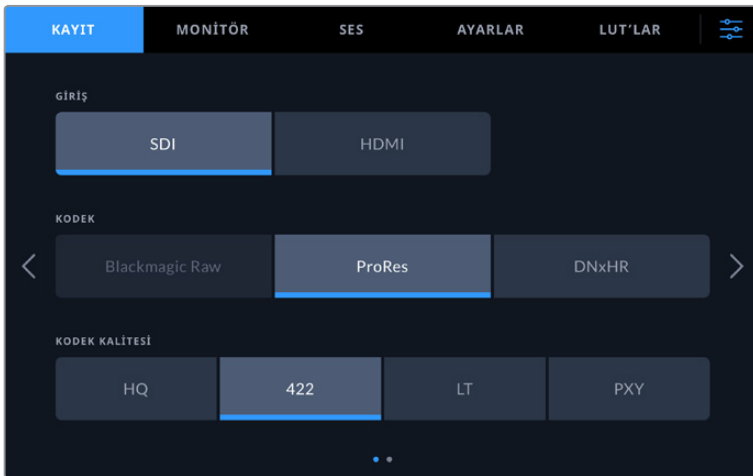 KAYIT MONİTÖR SES AYARLAR LUT'LAR
GİRİŞ
SDI HDMI
KODEK
Blackmagic Raw ProRes DNxHR
KODEK KALİTESİ
HQ 422 LT PXY